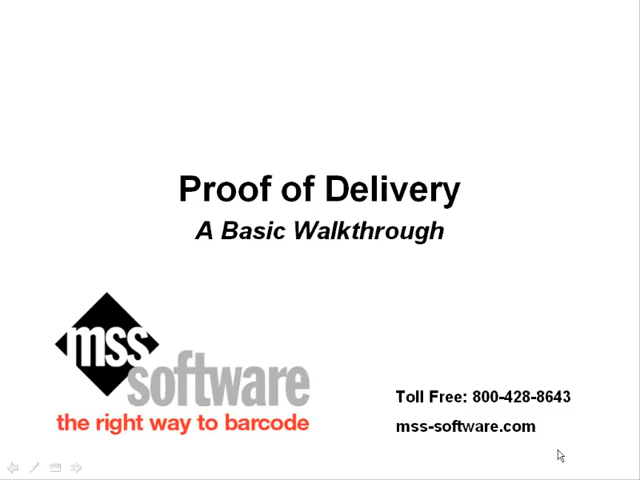 Proof of Delivery
A Basic Walkthrough
mss
software
the right way to barcode
Toll Free: 800-428-8643
mss-software.com